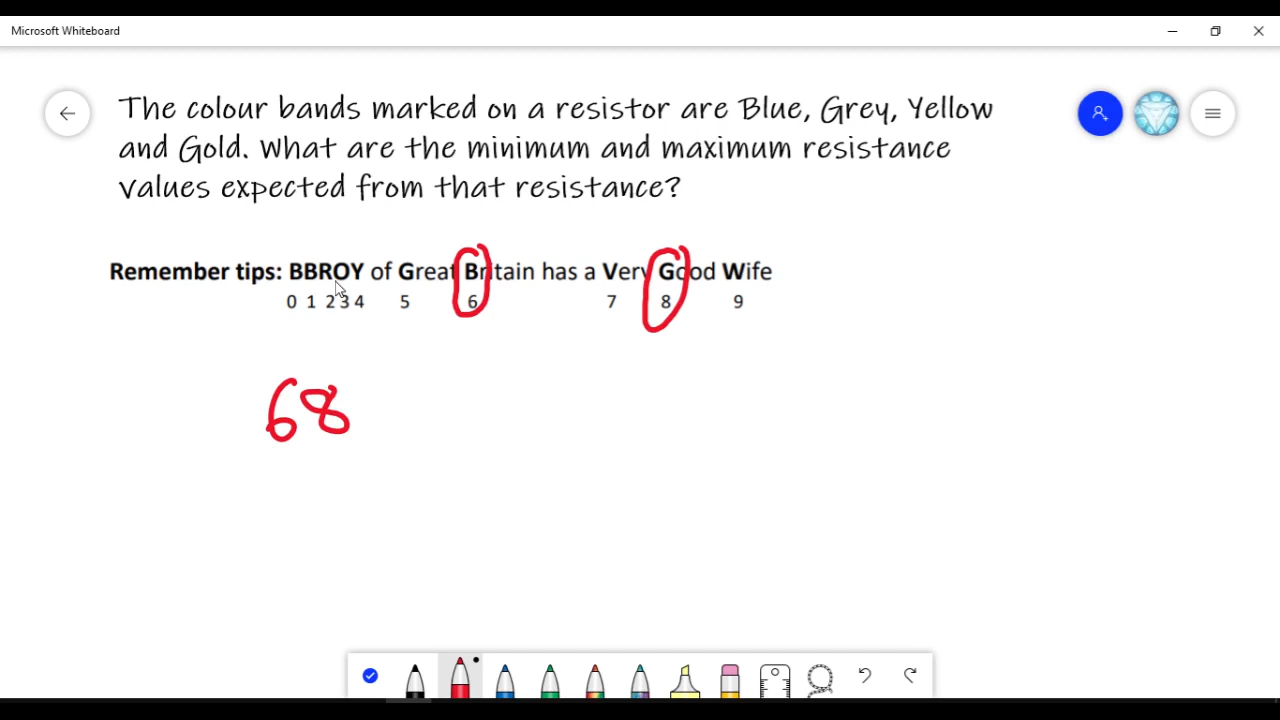 Microsoft Whiteboard
The colour bands marked on a resistor are Blue, Grey, Yellow
and Gold. What are the minimum and maximum resistance
values expected from that resistance?
Remember tips: BBROY of Great Britain has a Very Good Wife
0 1 2 3 4 5 6 7 8 9
68